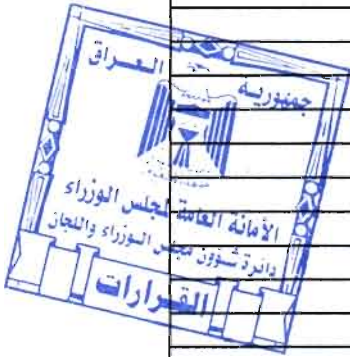 جمهورية العراق
الأمانة العامة لمجلس الوزراء
دائرة شؤون مجلس الوزراء واللجان
القرارات